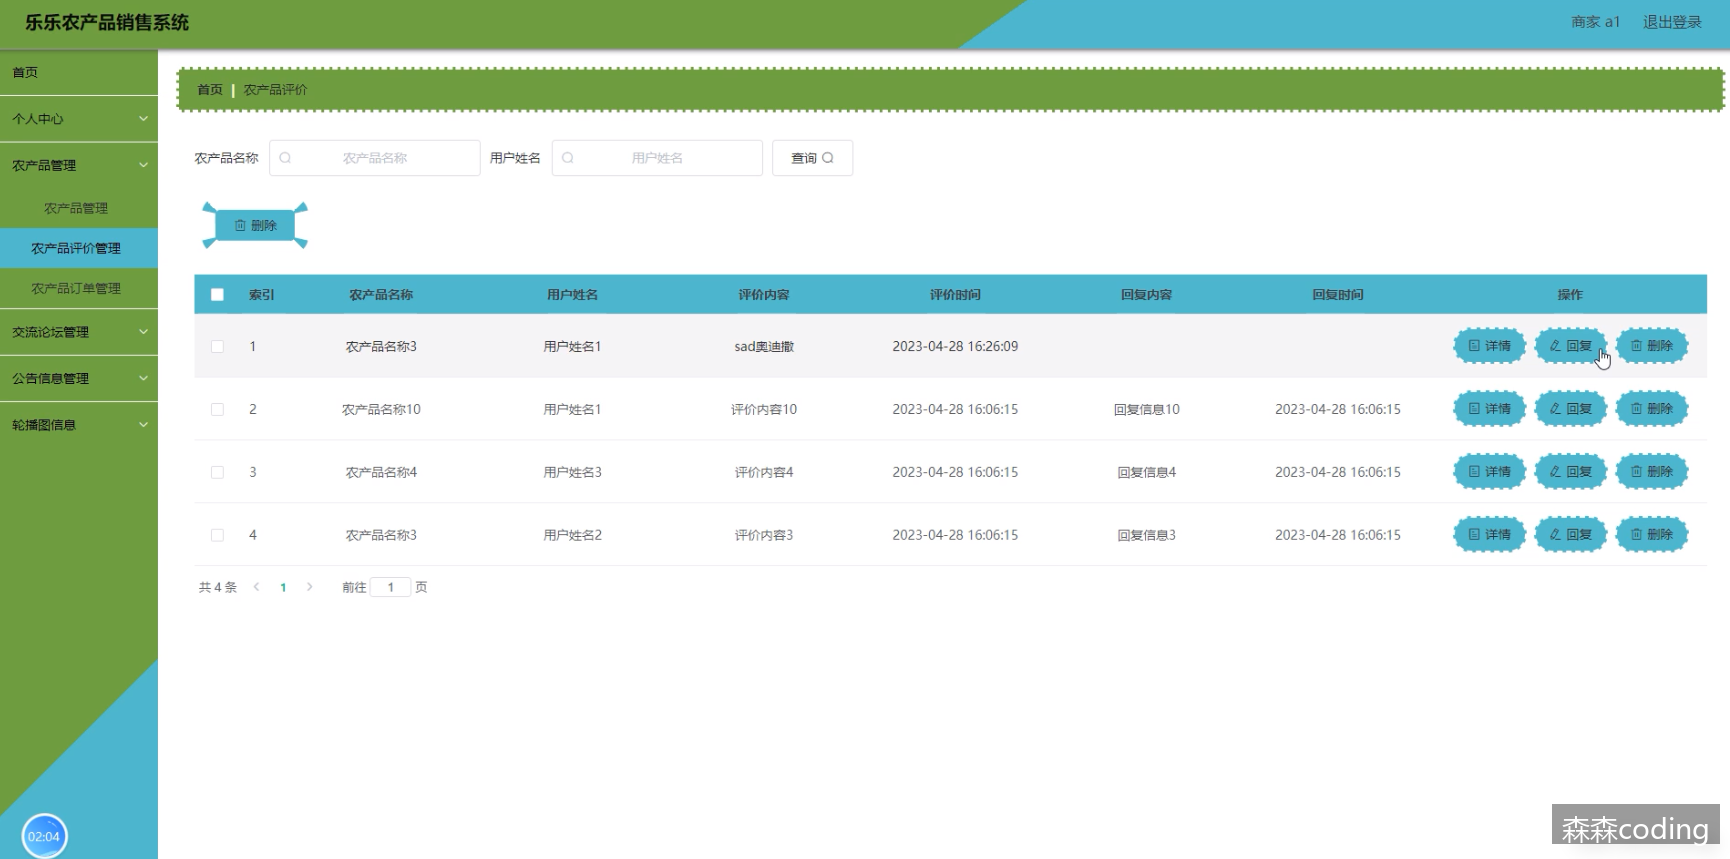 乐乐农产品销售系统
商家 a1 退出登录
首页
个人中心
农产品管理
农产品管理
农产品评价管理
农产品订单管理
交流论坛管理
公告信息管理
轮播图信息
02:04
首页 | 农产品评价
农产品名称 农产品名称 用户姓名 用户姓名 查询
删除
索引 农产品名称 用户姓名 评价内容 评价时间 回复内容 回复时间 操作
1 农产品名称3 用户姓名1 sad奥迪撒 2023-04-28 16:26:09 详情 回复 删除
2 农产品名称10 用户姓名1 评价内容10 2023-04-28 16:06:15 回复信息10 2023-04-28 16:06:15 详情 回复 删除
3 农产品名称4 用户姓名3 评价内容4 2023-04-28 16:06:15 回复信息4 2023-04-28 16:06:15 详情 回复 删除
4 农产品名称3 用户姓名2 评价内容3 2023-04-28 16:06:15 回复信息3 2023-04-28 16:06:15 详情 回复 删除
共 4 条 1 前往 1 页
森森coding